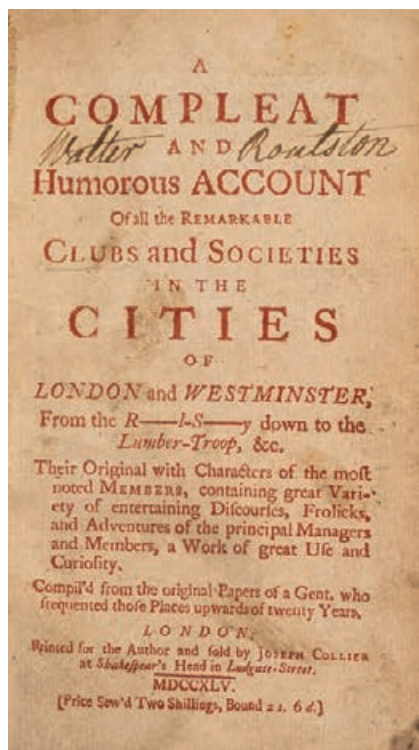 A
COMPLEAT
Walter AND Routston
Humorous ACCOUNT
Of all the REMARKABLE
CLUBS and SOCIETIES
IN THE
CITIES
OF
LONDON and WESTMINSTER,
From the R——l-S——y down to the
Lumber-Troop, &c.
Their Original with Characters of the moſt
noted MEMBERS, containing great Vari-
ety of entertaining Diſcourſes, Frolicks,
and Adventures of the principal Managers
and Members, a Work of great Uſe and
Curioſity.
Compil'd from the original Papers of a Gent. who
frequented thoſe Places upwards of twenty Years.
LONDON:
Printed for the Author and ſold by JOSEPH COLLIER
at Shakeſpear's Head in Ludgate-Street.
MDCCXLV.
[Price Sew'd Two Shillings, Bound 2 s. 6 d.]